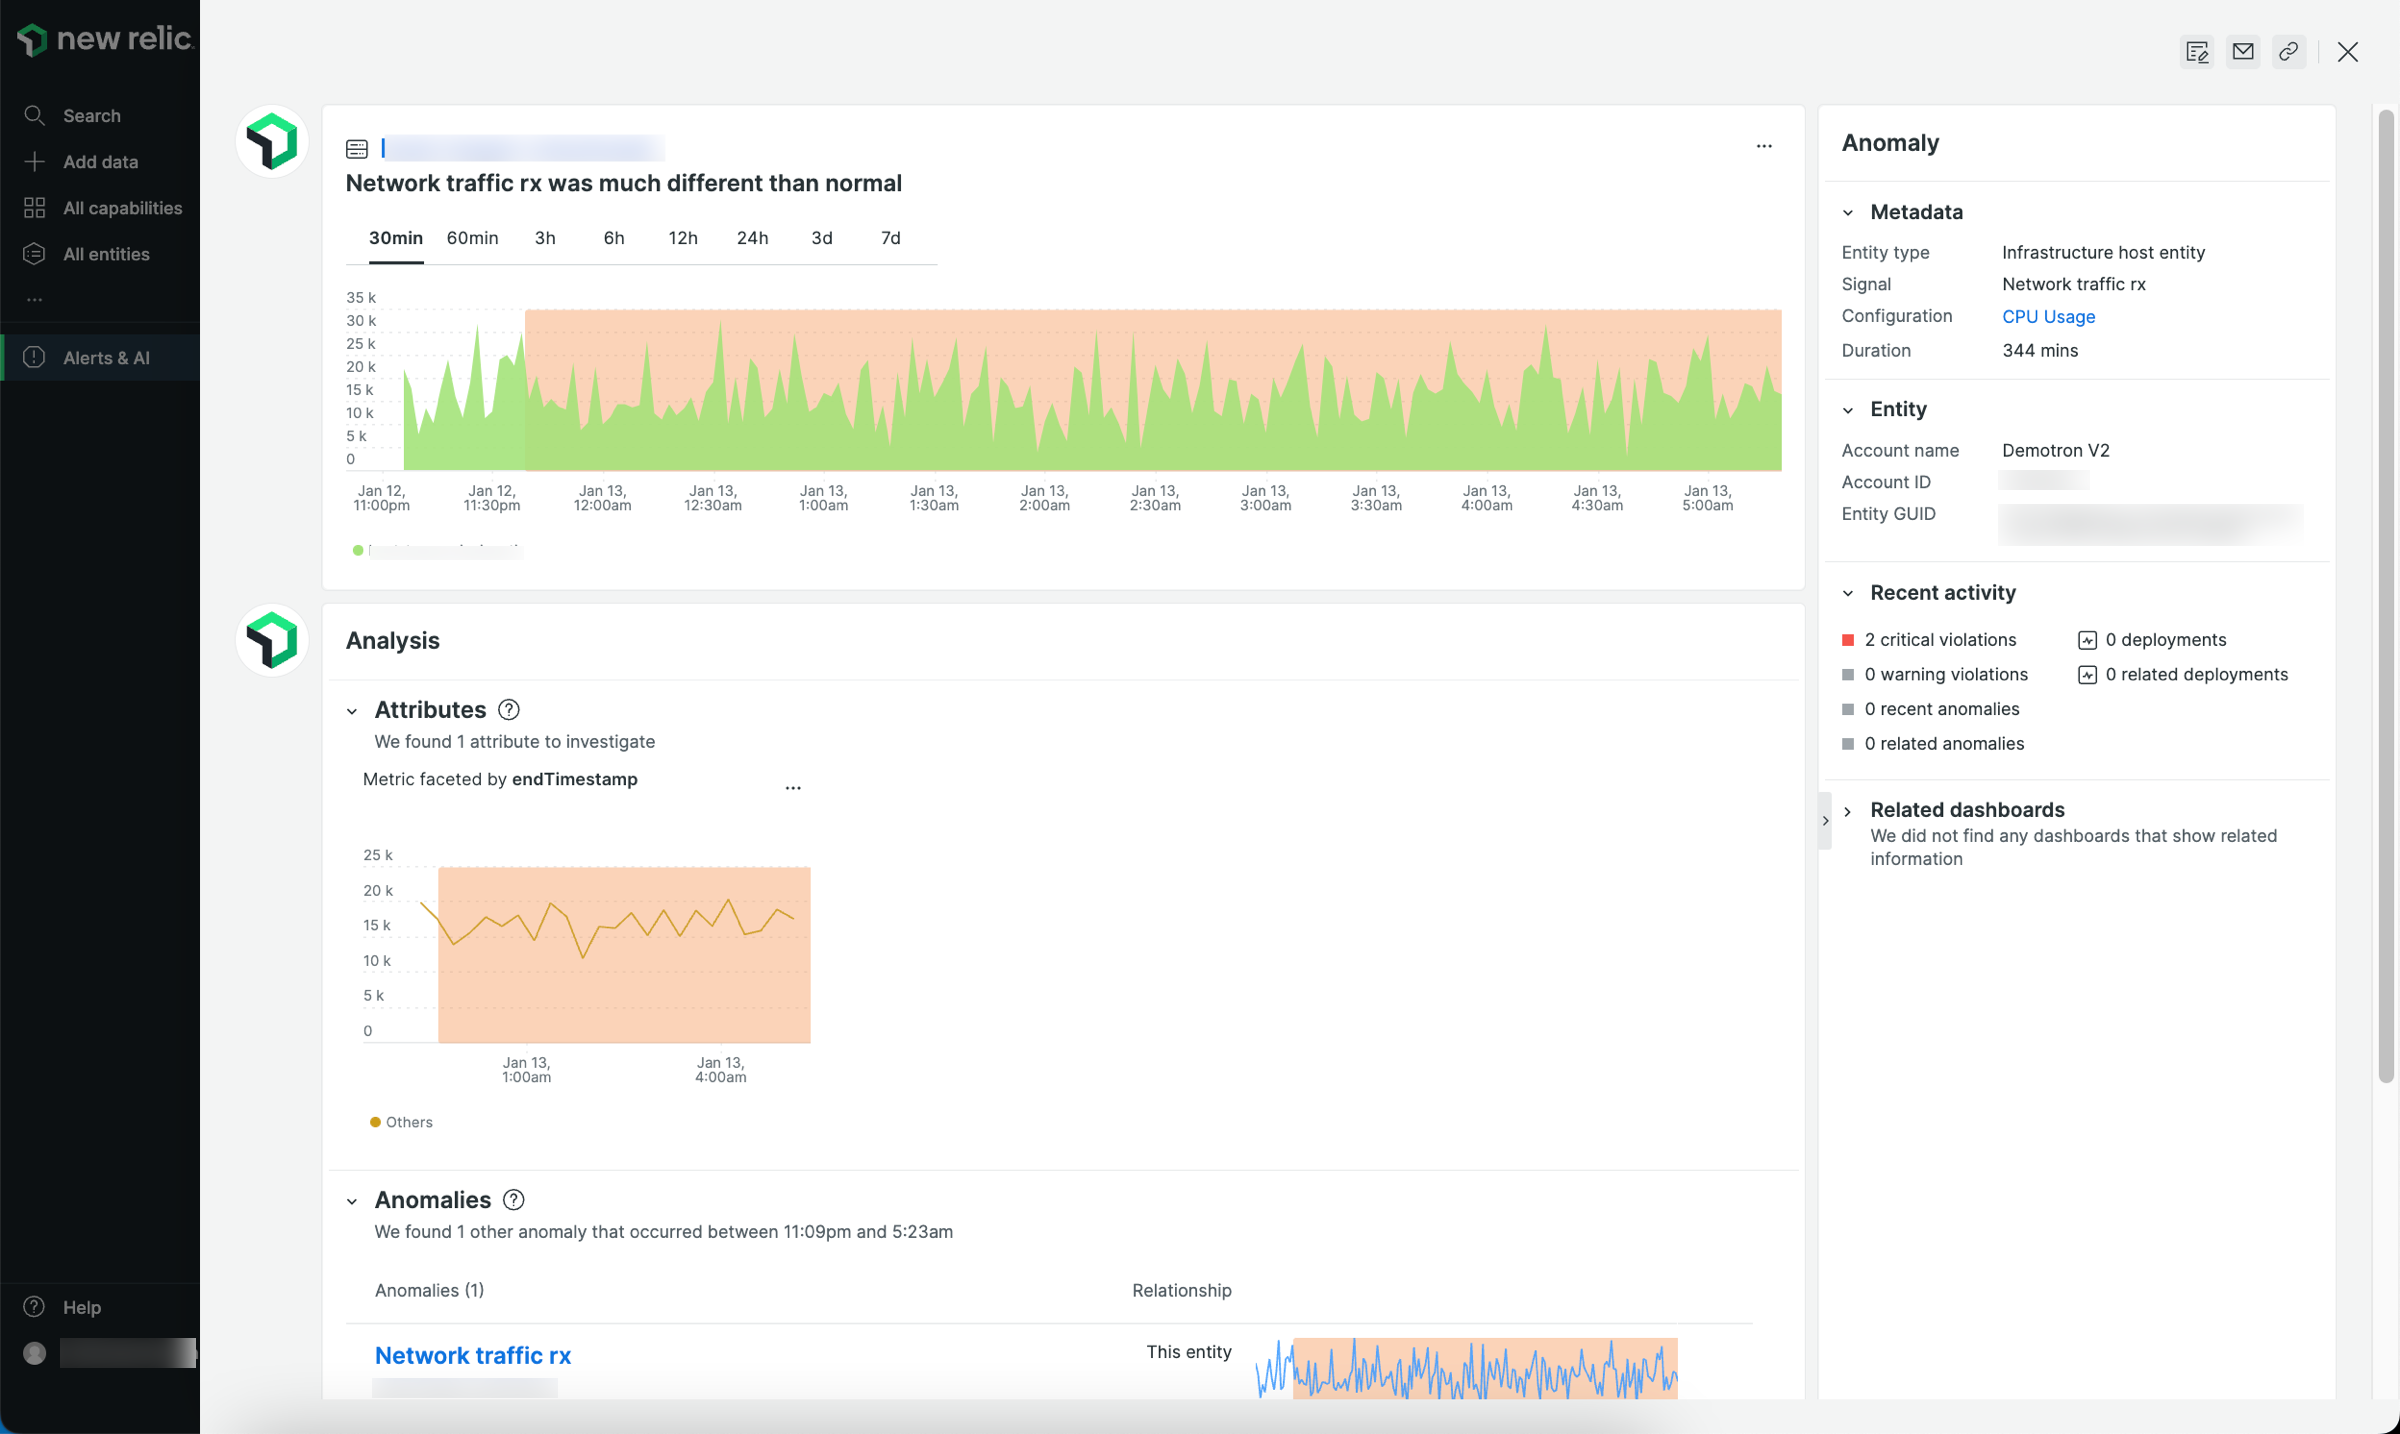 new relic.
Search
Add data
All capabilities
All entities
...
Alerts & AI
Help
Network traffic rx was much different than normal
30min 60min 3h 6h 12h 24h 3d 7d
35 k
30 k
25 k
20 k
15 k
10 k
5 k
0
Jan 12, Jan 12, Jan 13, Jan 13, Jan 13, Jan 13, Jan 13, Jan 13, Jan 13, Jan 13, Jan 13, Jan 13, Jan 13,
11:00pm 11:30pm 12:00am 12:30am 1:00am 1:30am 2:00am 2:30am 3:00am 3:30am 4:00am 4:30am 5:00am
Analysis
Attributes
We found 1 attribute to investigate
Metric faceted by endTimestamp
25 k
20 k
15 k
10 k
5 k
0
Jan 13, Jan 13,
1:00am 4:00am
Others
Anomalies
We found 1 other anomaly that occurred between 11:09pm and 5:23am
Anomalies (1) Relationship
Network traffic rx This entity
Anomaly
Metadata
Entity type Infrastructure host entity
Signal Network traffic rx
Configuration CPU Usage
Duration 344 mins
Entity
Account name Demotron V2
Account ID
Entity GUID
Recent activity
2 critical violations 0 deployments
0 warning violations 0 related deployments
0 recent anomalies
0 related anomalies
Related dashboards
We did not find any dashboards that show related
information